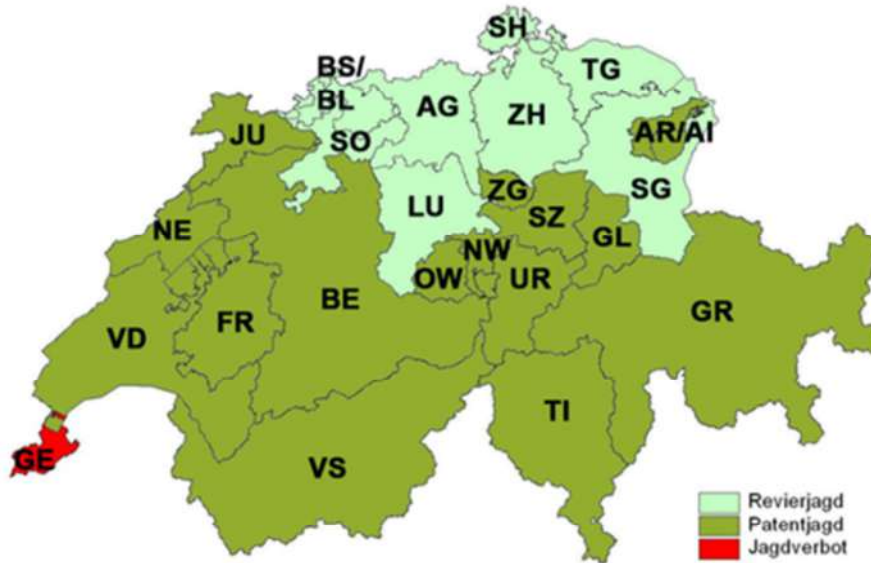 SH
BS/
BL
TG
AG
ZH
JU
SO
AR/AI
ZG
SG
LU
SZ
NE
GL
NW
OW
UR
BE
FR
GR
VD
TI
GE
VS
Revierjagd
Patentjagd
Jagdverbot